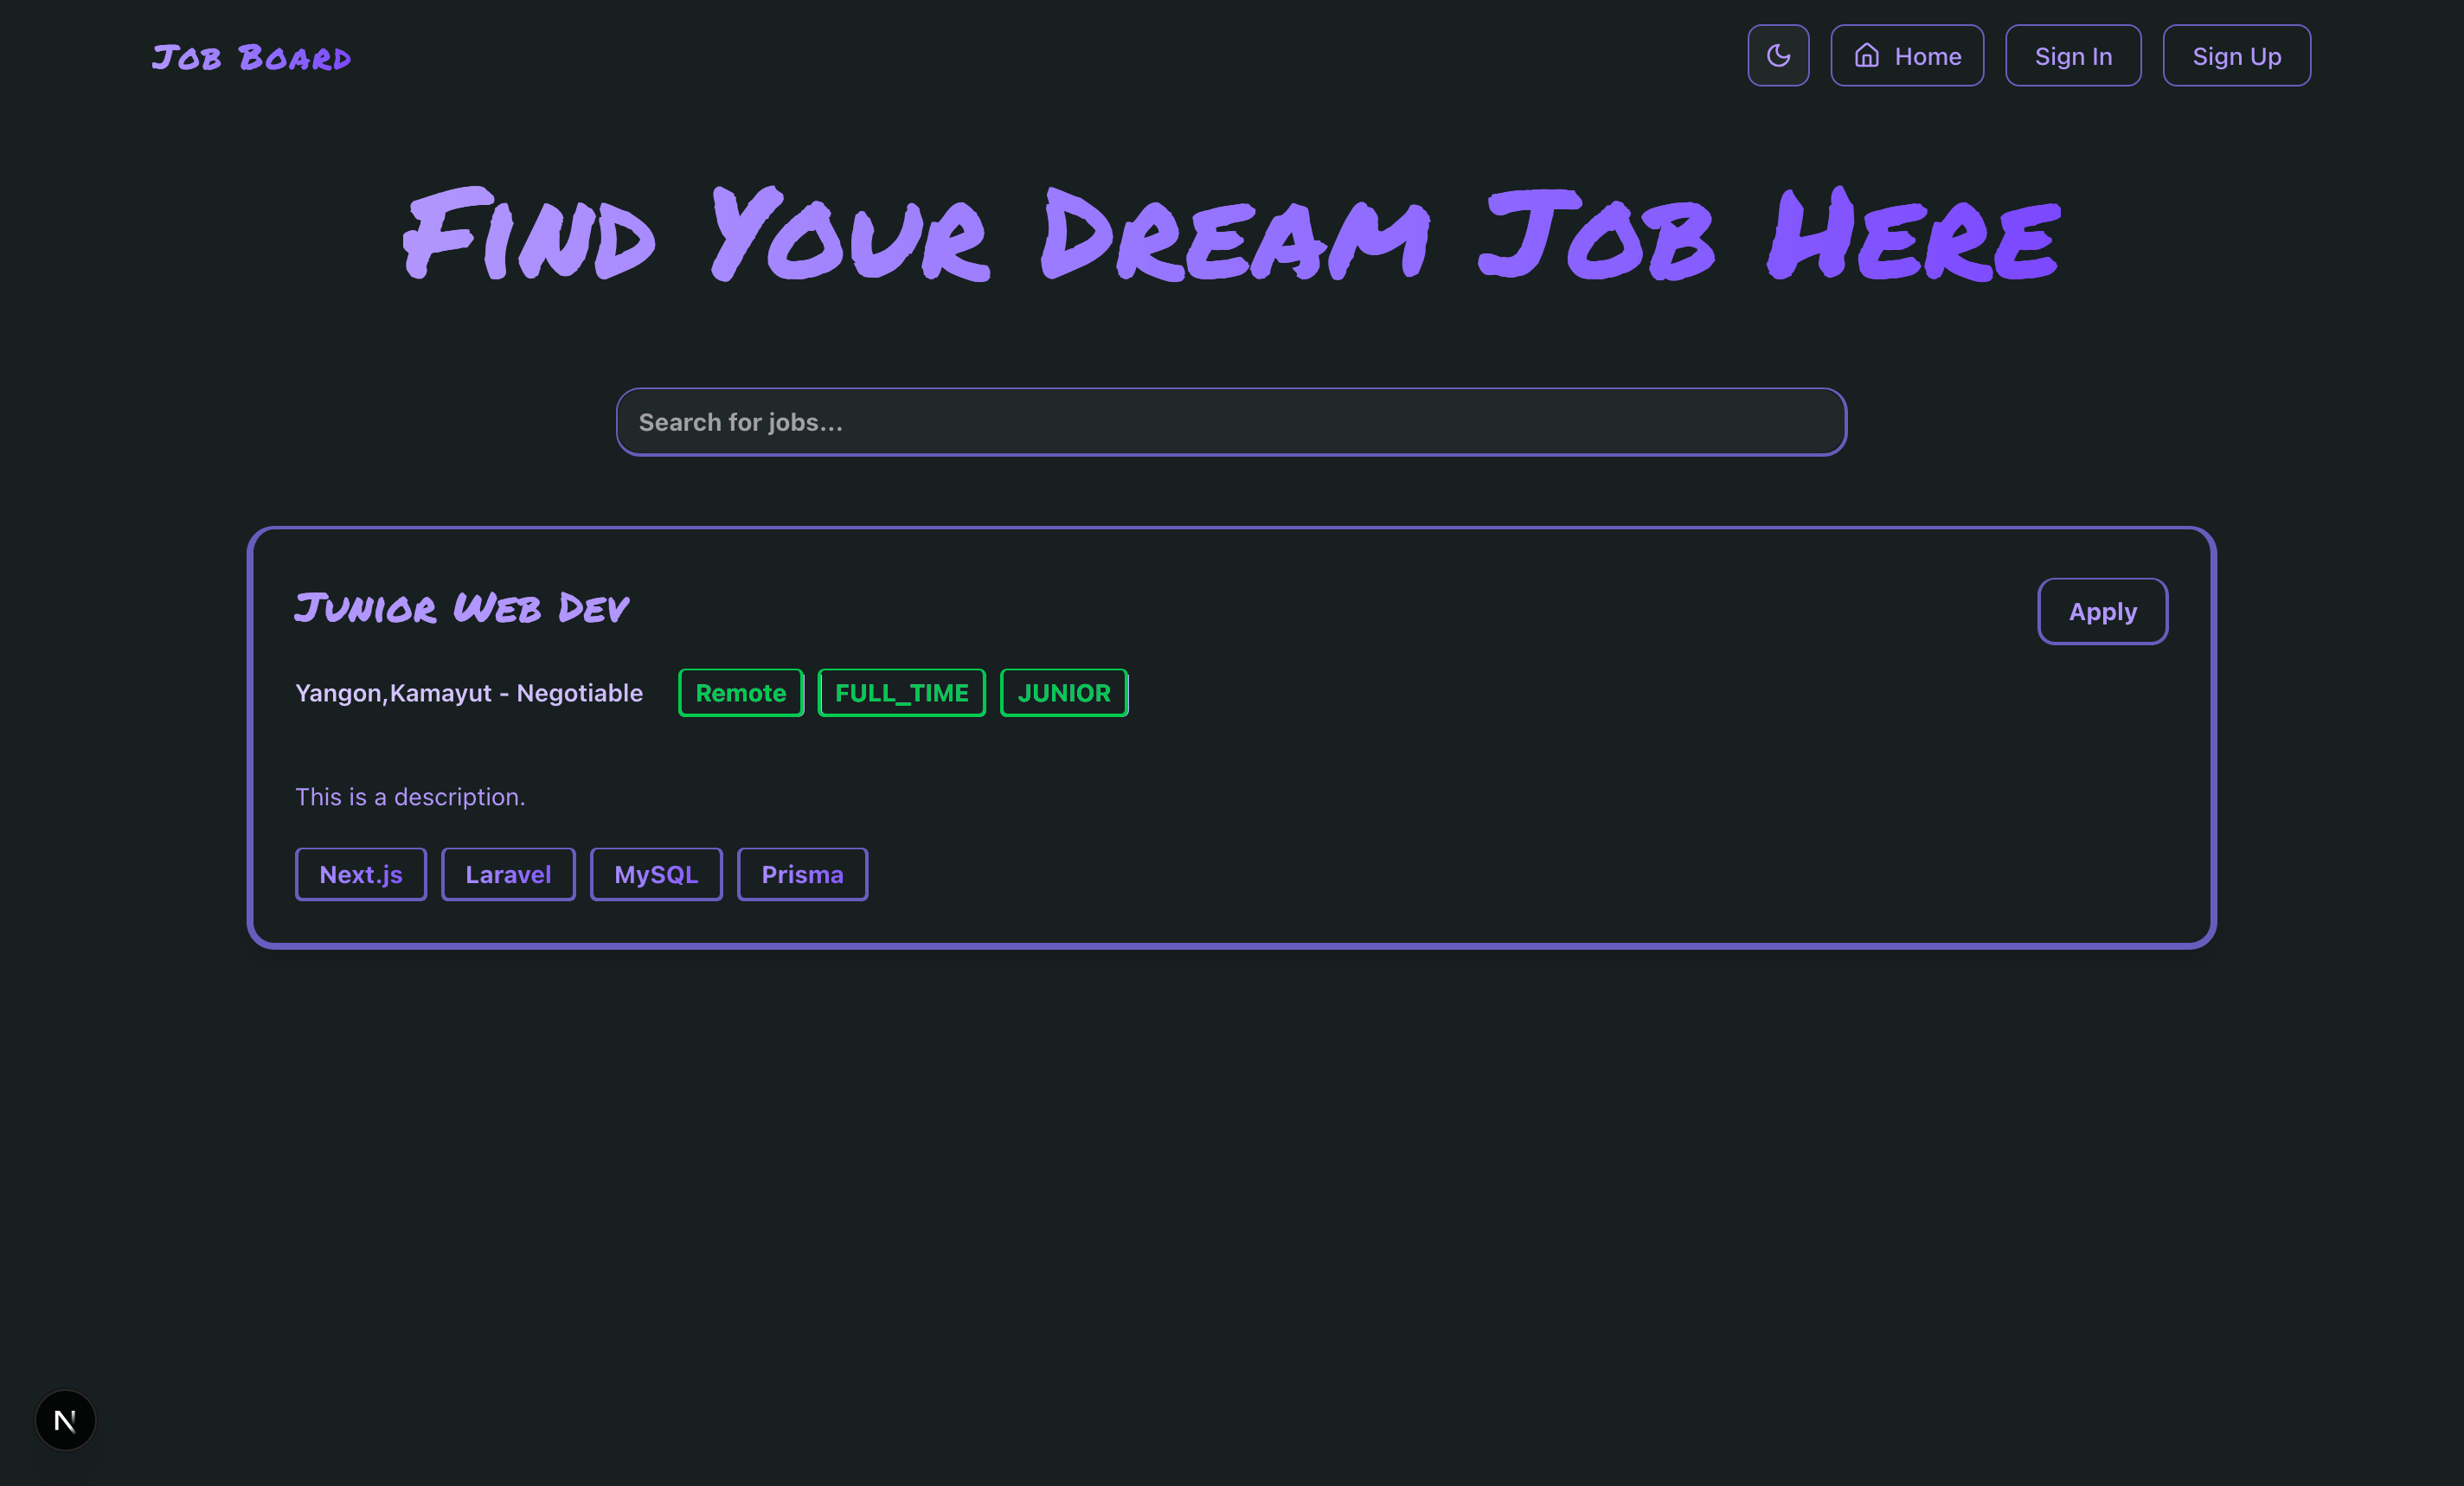 Job Board
Home
Sign In
Sign Up
Find Your Dream Job Here
Search for jobs...
Junior Web Dev
Apply
Yangon,Kamayut - Negotiable Remote FULL_TIME JUNIOR
This is a description.
Next.js Laravel MySQL Prisma
N